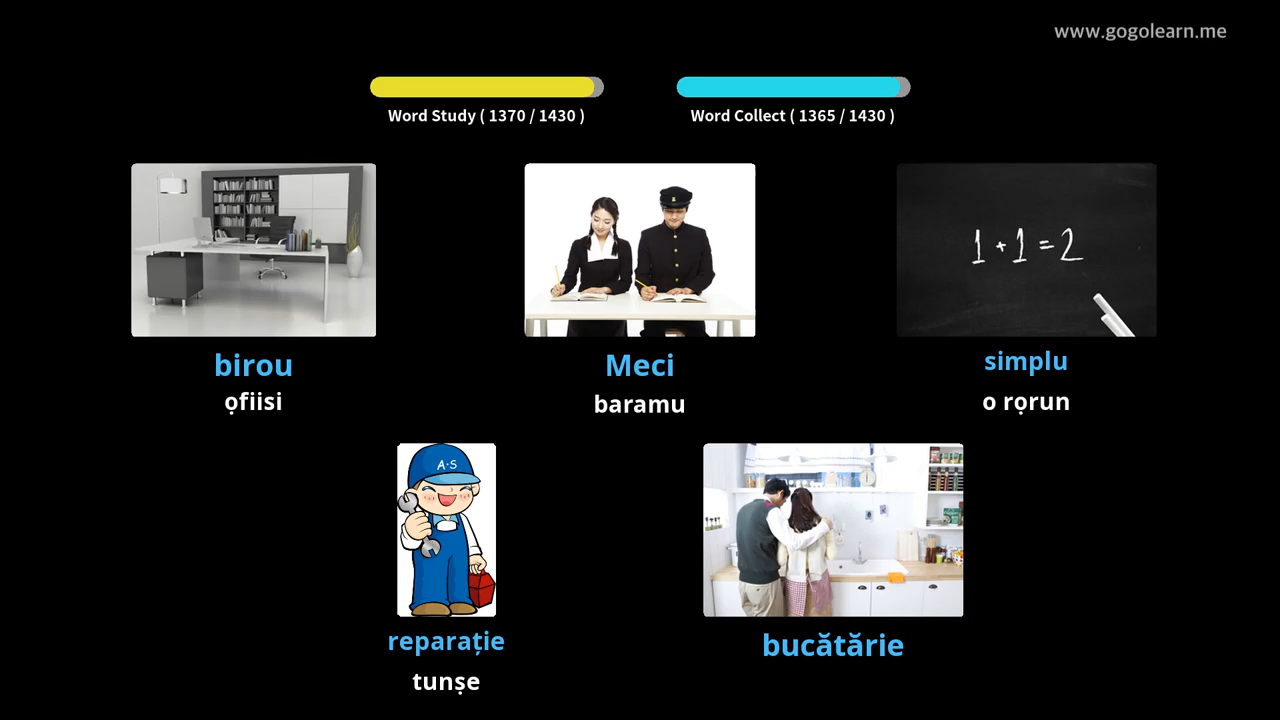 www.gogolearn.me
Word Study ( 1370 / 1430 )
Word Collect ( 1365 / 1430 )
1 + 1 = 2
birou
ọfiisi
Meci
baramu
simplu
o rọrun
A·S
reparație
tunṣe
bucătărie